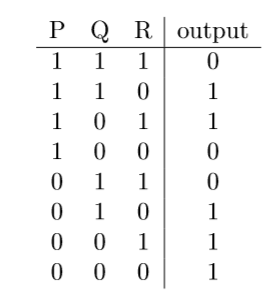 P Q R output
1 1 1 0
1 1 0 1
1 0 1 1
1 0 0 0
0 1 1 0
0 1 0 1
0 0 1 1
0 0 0 1